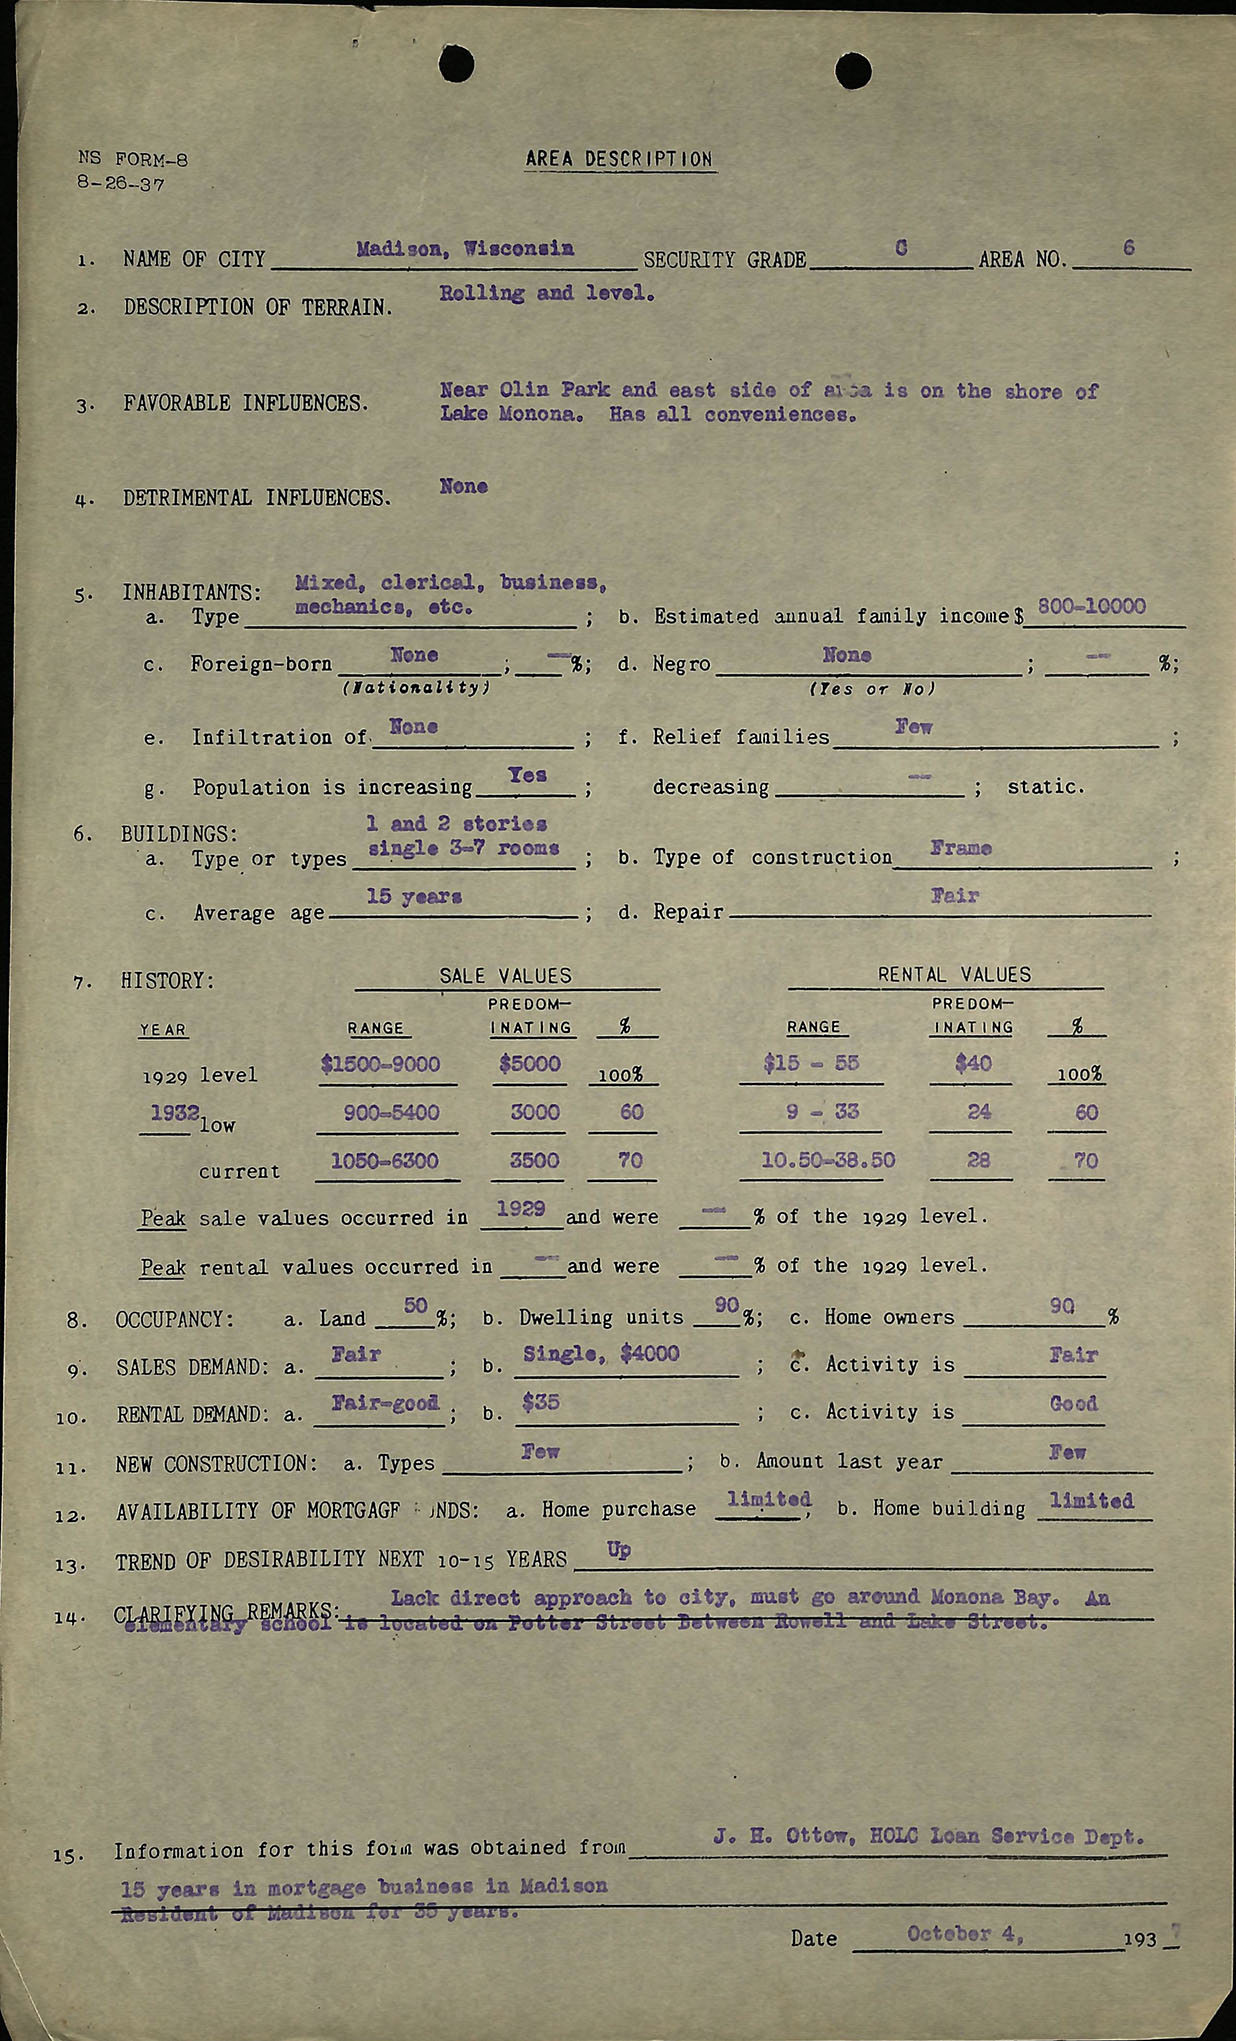 NS FORM-8
8-26-37
AREA DESCRIPTION
1. NAME OF CITY Madison, Wisconsin SECURITY GRADE C AREA NO. 6
2. DESCRIPTION OF TERRAIN. Rolling and level.
3. FAVORABLE INFLUENCES. Near Olin Park and east side of area is on the shore of
Lake Monona. Has all conveniences.
4. DETRIMENTAL INFLUENCES. None
5. INHABITANTS: Mixed, clerical, business,
a. Type mechanics, etc. ; b. Estimated annual family income $ 800-10000
c. Foreign-born None ; — %; d. Negro None ; — %;
(Nationality) (Yes or No)
e. Infiltration of None ; f. Relief families Few ;
g. Population is increasing Yes ; decreasing — ; static.
6. BUILDINGS: 1 and 2 stories
a. Type or types single 3-7 rooms ; b. Type of construction Frame ;
c. Average age 15 years ; d. Repair Fair
7. HISTORY: SALE VALUES RENTAL VALUES
PREDOM- PREDOM-
YEAR RANGE INATING % RANGE INATING %
1929 level $1500-9000 $5000 100% $15 - 55 $40 100%
1932 low 900-5400 3000 60 9 - 33 24 60
current 1050-6300 3500 70 10.50-38.50 28 70
Peak sale values occurred in 1929 and were — % of the 1929 level.
Peak rental values occurred in — and were — % of the 1929 level.
8. OCCUPANCY: a. Land 50 %; b. Dwelling units 90 %; c. Home owners 90 %
9. SALES DEMAND: a. Fair ; b. Single, $4000 ; c. Activity is Fair
10. RENTAL DEMAND: a. Fair-good ; b. $35 ; c. Activity is Good
11. NEW CONSTRUCTION: a. Types Few ; b. Amount last year Few
12. AVAILABILITY OF MORTGAGE FUNDS: a. Home purchase limited, b. Home building limited
13. TREND OF DESIRABILITY NEXT 10-15 YEARS Up
14. CLARIFYING REMARKS: Lack direct approach to city, must go around Monona Bay. An
elementary school is located on Potter Street Between Rowell and Lake Street.
15. Information for this form was obtained from J. H. Ottow, HOLC Loan Service Dept.
15 years in mortgage business in Madison
Resident of Madison for 35 years.
Date October 4, 1937